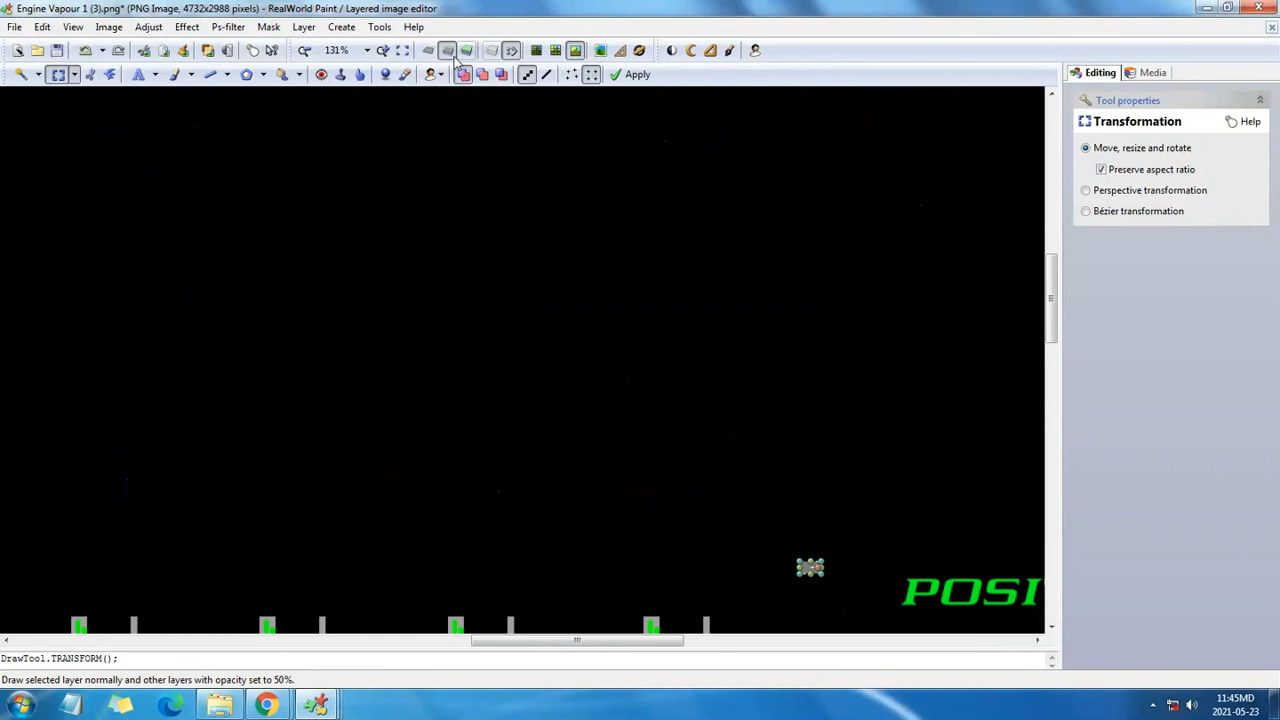 Engine Vapour 1 (3).png* (PNG Image, 4732x2988 pixels) - RealWorld Paint / Layered image editor
File Edit View Image Adjust Effect Ps-filter Mask Layer Create Tools Help
131%
Apply
Editing Media
Tool properties
Transformation Help
Move, resize and rotate
Preserve aspect ratio
Perspective transformation
Bézier transformation
POSI
DrawTool.TRANSFORM();
Draw selected layer normally and other layers with opacity set to 50%.
11:45MD
2021-05-23